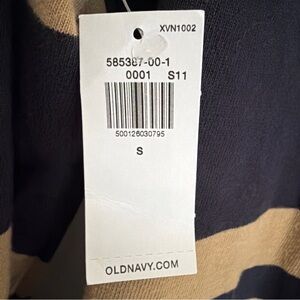 XVN1002
585387-00-1
0001 S11
500126030795
S
OLDNAVY.COM